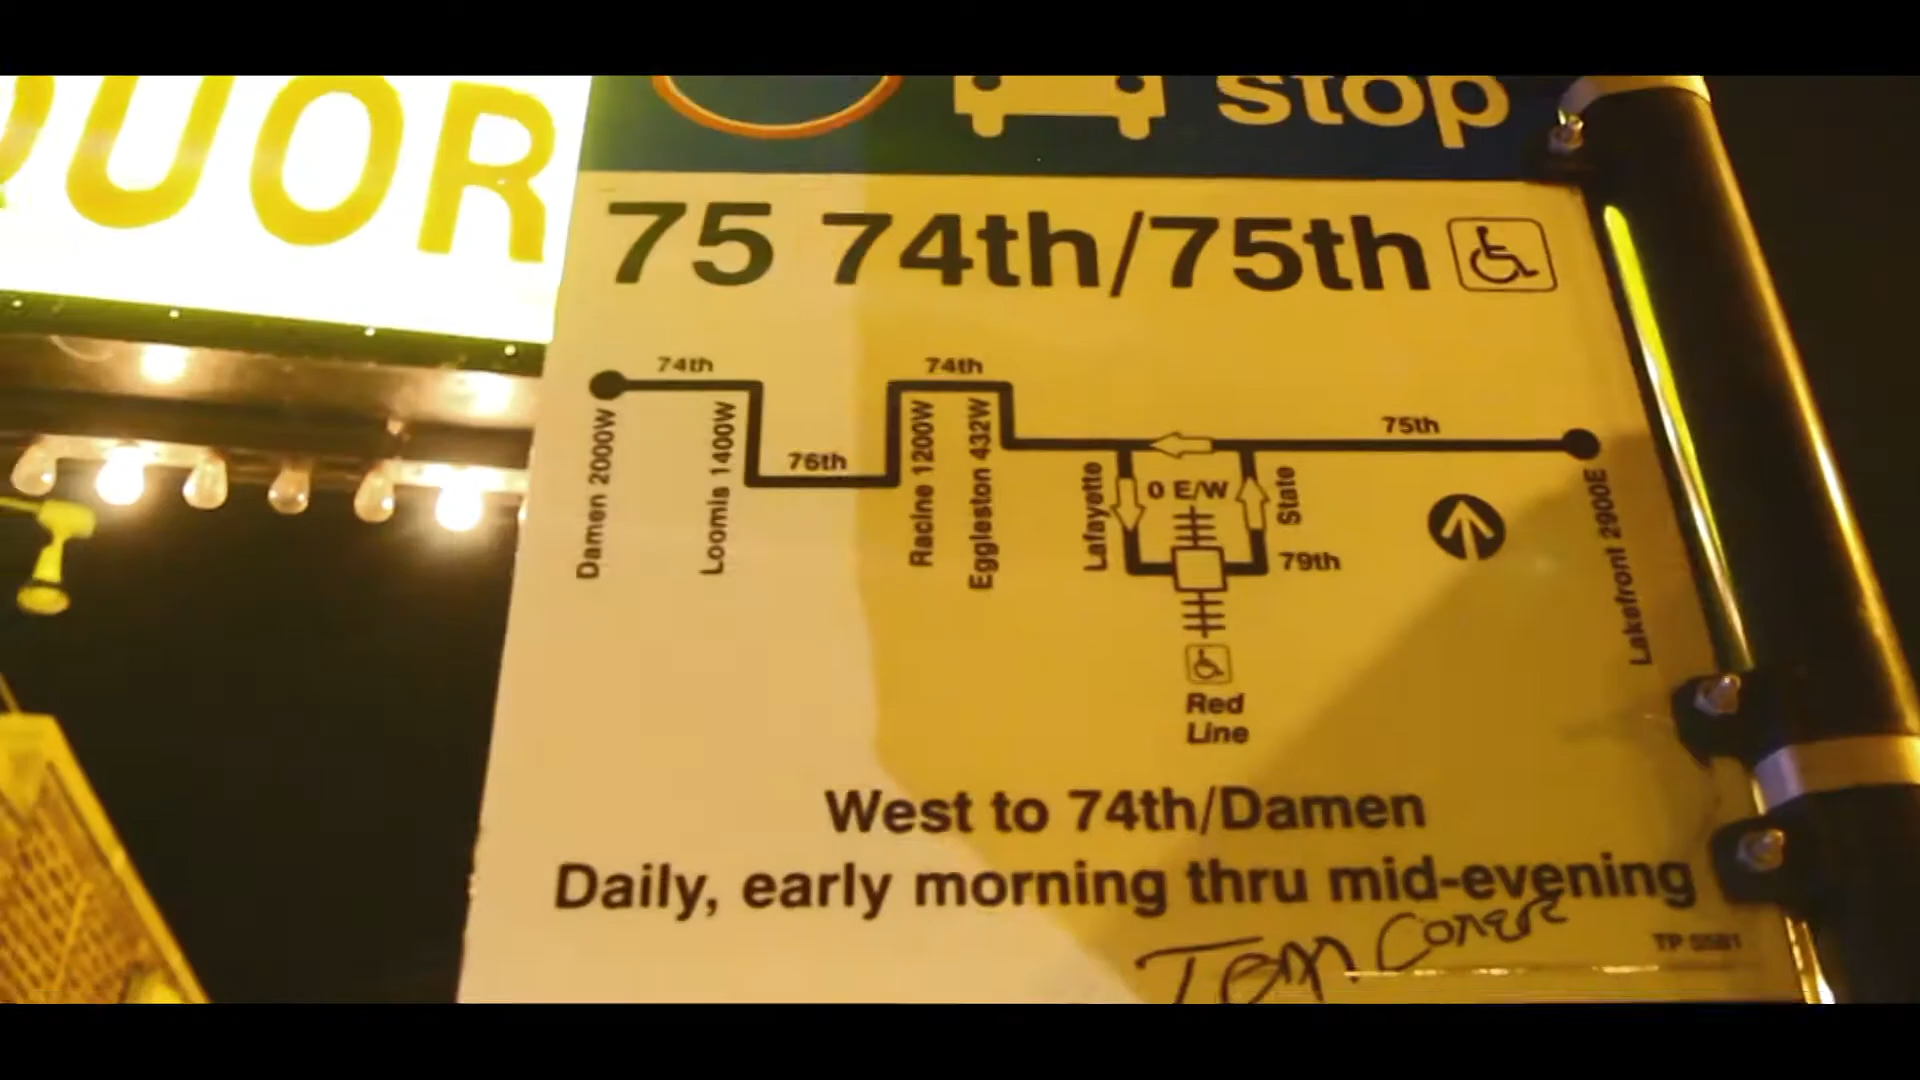 QUOR
stop
75 74th/75th
74th
74th
75th
76th
Damen 2000W
Loomis 1400W
Racine 1200W
Eggleston 432W
Lafayette
0 E/W
State
79th
Lakefront 2900E
Red
Line
West to 74th/Damen
Daily, early morning thru mid-evening